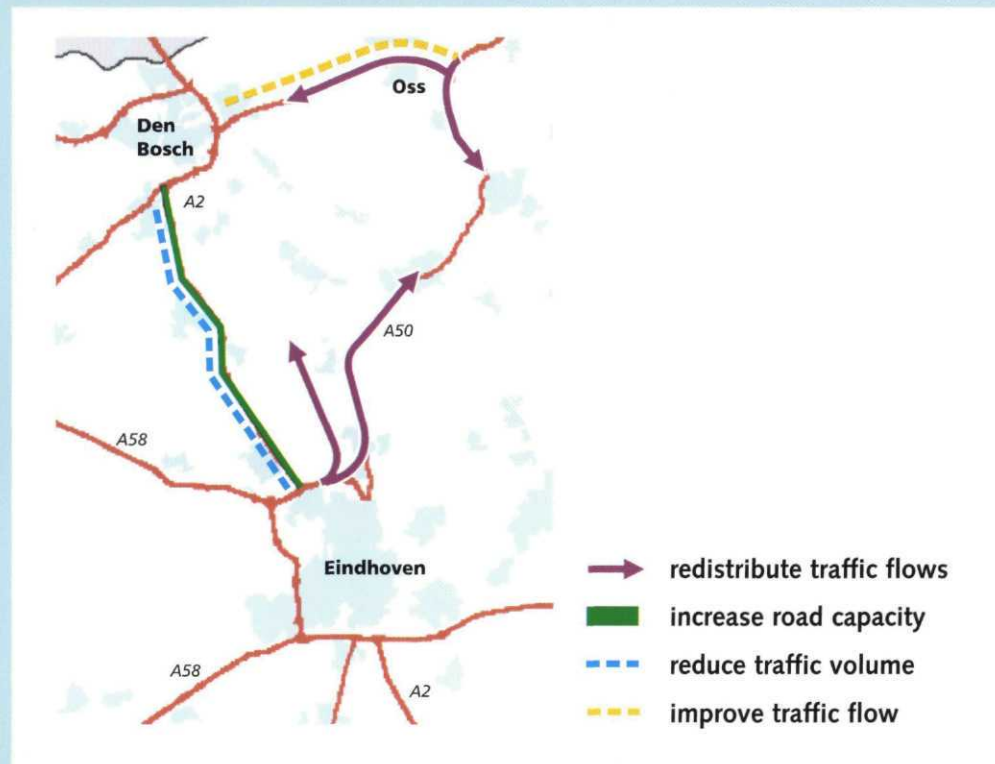 Oss
Den
Bosch
A2
A50
A58
Eindhoven
A58
A2
redistribute traffic flows
increase road capacity
reduce traffic volume
improve traffic flow